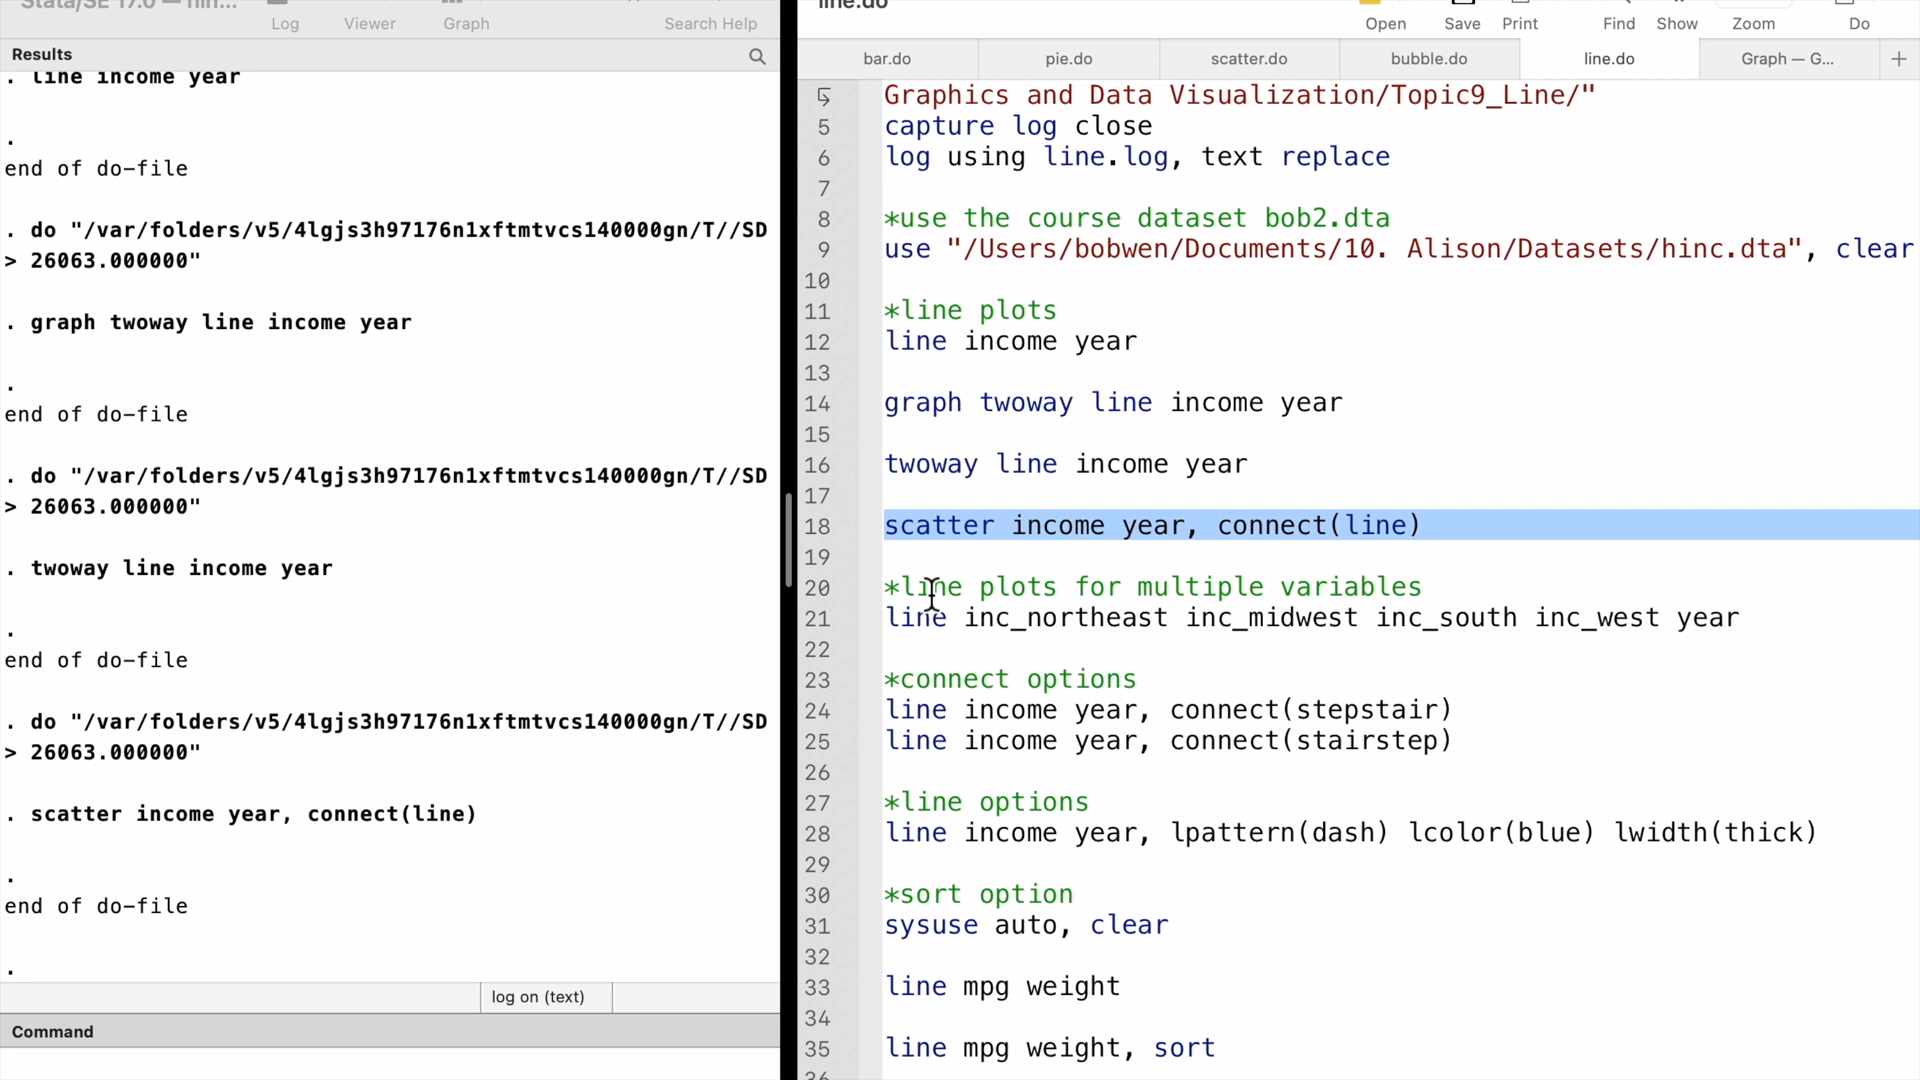 Stata/SE 17.0 — hin...
Log Viewer Graph Search Help
Results
. line income year
.
end of do-file
. do "/var/folders/v5/4lgjs3h97176n1xftmtvcs140000gn/T//SD
> 26063.000000"
. graph twoway line income year
.
end of do-file
. do "/var/folders/v5/4lgjs3h97176n1xftmtvcs140000gn/T//SD
> 26063.000000"
. twoway line income year
.
end of do-file
. do "/var/folders/v5/4lgjs3h97176n1xftmtvcs140000gn/T//SD
> 26063.000000"
. scatter income year, connect(line)
.
end of do-file
.
log on (text)
Command
line.do
Open Save Print Find Show Zoom Do
bar.do pie.do scatter.do bubble.do line.do Graph — G... +
Graphics and Data Visualization/Topic9_Line/"
5 capture log close
6 log using line.log, text replace
7
8 *use the course dataset bob2.dta
9 use "/Users/bobwen/Documents/10. Alison/Datasets/hinc.dta", clear
10
11 *line plots
12 line income year
13
14 graph twoway line income year
15
16 twoway line income year
17
18 scatter income year, connect(line)
19
20 *line plots for multiple variables
21 line inc_northeast inc_midwest inc_south inc_west year
22
23 *connect options
24 line income year, connect(stepstair)
25 line income year, connect(stairstep)
26
27 *line options
28 line income year, lpattern(dash) lcolor(blue) lwidth(thick)
29
30 *sort option
31 sysuse auto, clear
32
33 line mpg weight
34
35 line mpg weight, sort
36